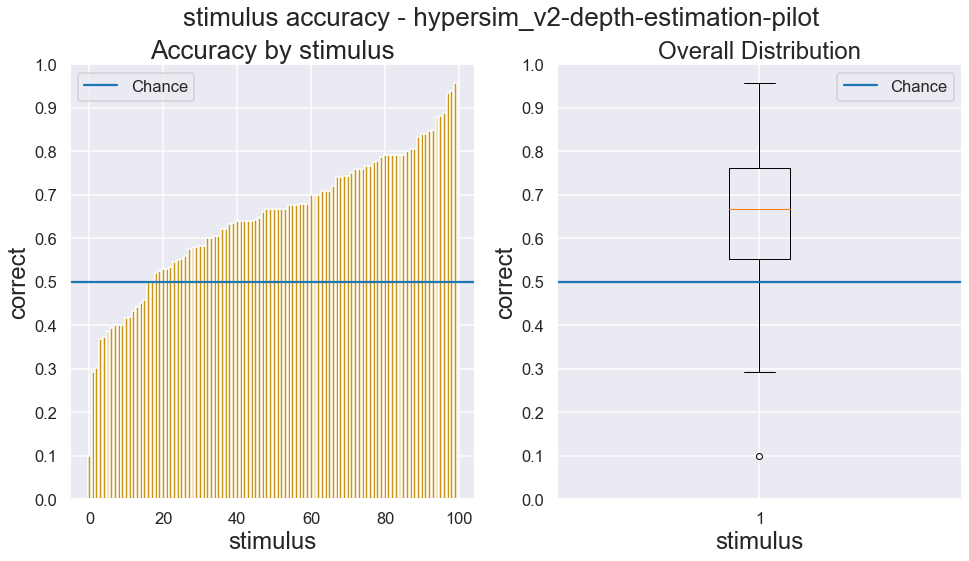 stimulus accuracy - hypersim_v2-depth-estimation-pilot
Accuracy by stimulus
Chance
1.0
0.9
0.8
0.7
0.6
0.5
0.4
0.3
0.2
0.1
0.0
correct
0 20 40 60 80 100
stimulus
Overall Distribution
Chance
1.0
0.9
0.8
0.7
0.6
0.5
0.4
0.3
0.2
0.1
0.0
correct
1
stimulus